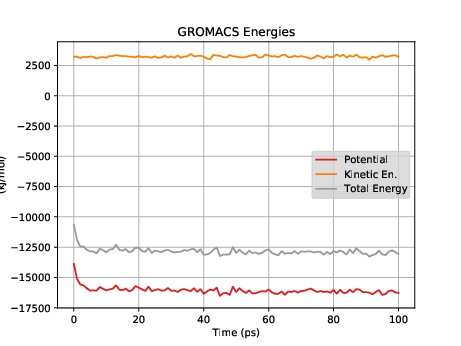 GROMACS Energies
(kJ/mol)
2500
0
−2500
−5000
−7500
−10000
−12500
−15000
−17500
Potential
Kinetic En.
Total Energy
0
20
40
60
80
100
Time (ps)